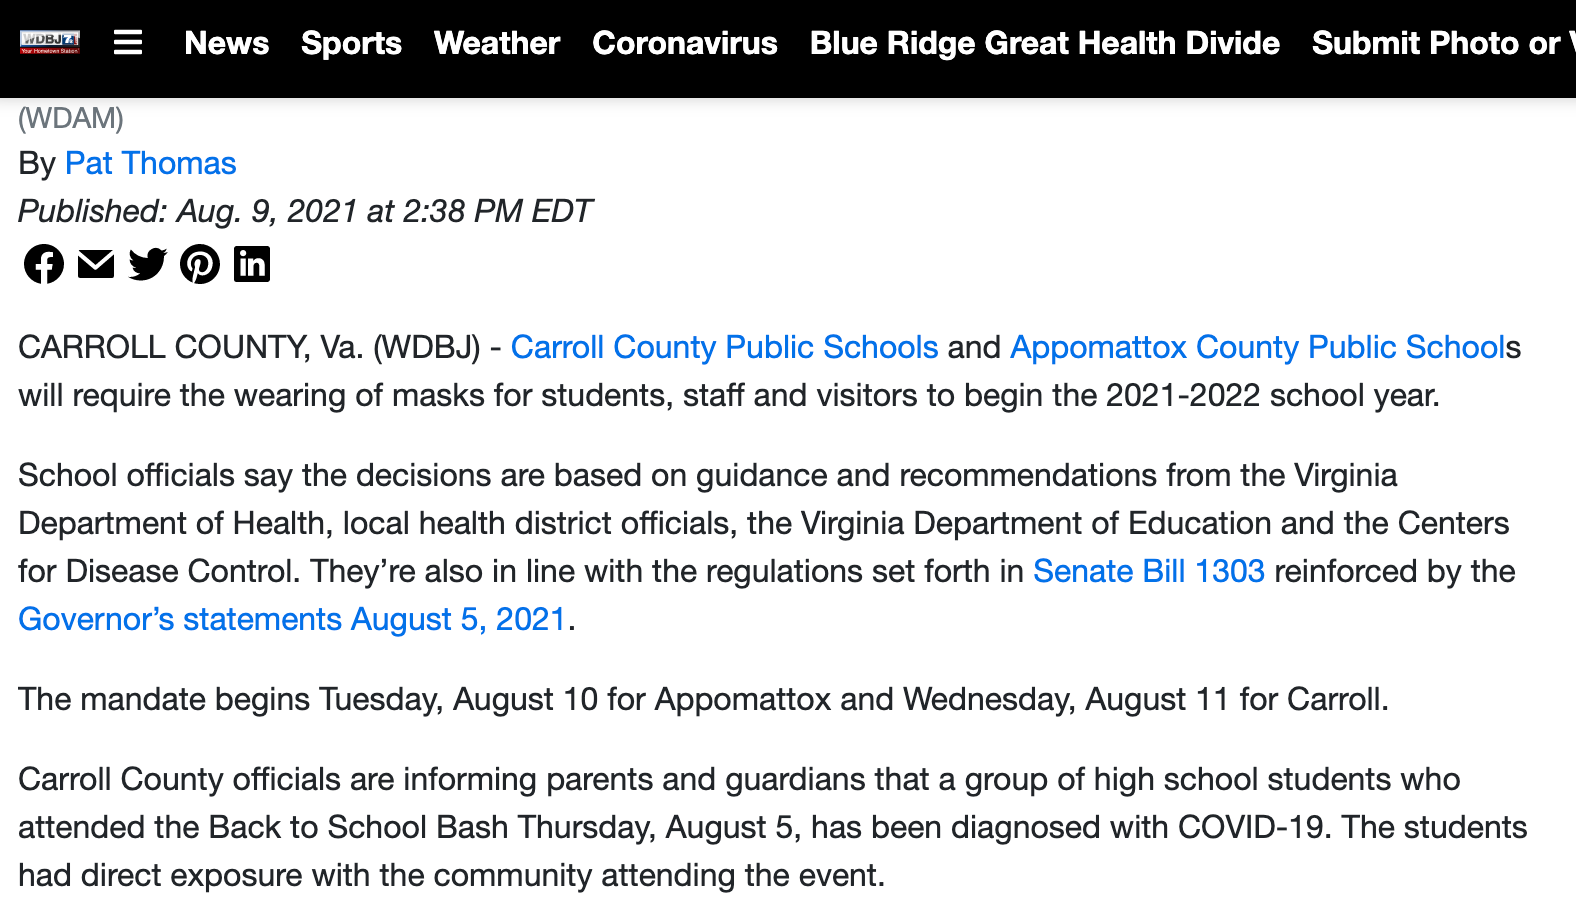 WDBJ7 News Sports Weather Coronavirus Blue Ridge Great Health Divide Submit Photo or
Your Hometown Station
(WDAM)
By Pat Thomas
Published: Aug. 9, 2021 at 2:38 PM EDT
CARROLL COUNTY, Va. (WDBJ) - Carroll County Public Schools and Appomattox County Public Schools
will require the wearing of masks for students, staff and visitors to begin the 2021-2022 school year.
School officials say the decisions are based on guidance and recommendations from the Virginia
Department of Health, local health district officials, the Virginia Department of Education and the Centers
for Disease Control. They’re also in line with the regulations set forth in Senate Bill 1303 reinforced by the
Governor’s statements August 5, 2021.
The mandate begins Tuesday, August 10 for Appomattox and Wednesday, August 11 for Carroll.
Carroll County officials are informing parents and guardians that a group of high school students who
attended the Back to School Bash Thursday, August 5, has been diagnosed with COVID-19. The students
had direct exposure with the community attending the event.